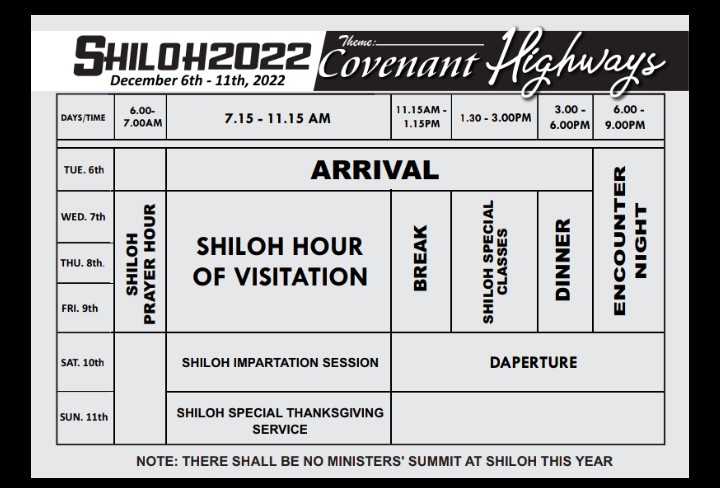 SHILOH2022
December 6th - 11th, 2022
Theme:
Covenant Highways
DAYS/TIME
6.00-
7.00AM
7.15 - 11.15 AM
11.15AM -
1.15PM
1.30 - 3.00PM
3.00 -
6.00PM
6.00 -
9.00PM
TUE. 6th
ARRIVAL
WED. 7th
THU. 8th.
FRI. 9th
SHILOH
PRAYER HOUR
SHILOH HOUR
OF VISITATION
BREAK
SHILOH SPECIAL
CLASSES
DINNER
ENCOUNTER
NIGHT
SAT. 10th
SHILOH IMPARTATION SESSION
DAPERTURE
SUN. 11th
SHILOH SPECIAL THANKSGIVING
SERVICE
NOTE: THERE SHALL BE NO MINISTERS' SUMMIT AT SHILOH THIS YEAR